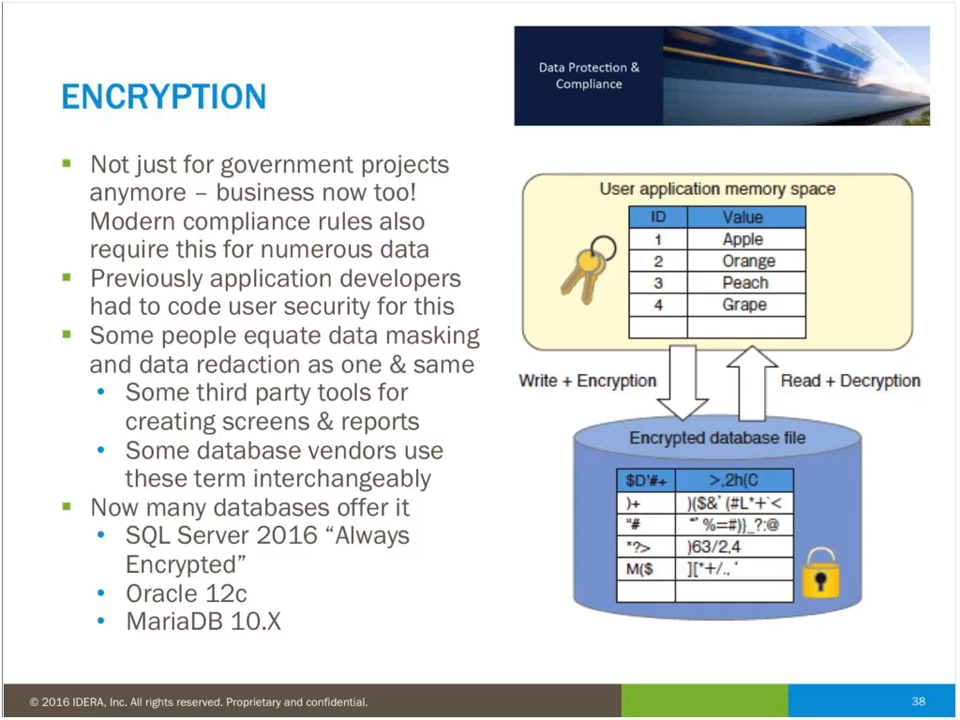 Data Protection &
Compliance
ENCRYPTION
Not just for government projects
anymore – business now too!
Modern compliance rules also
require this for numerous data
Previously application developers
had to code user security for this
Some people equate data masking
and data redaction as one & same
Some third party tools for
creating screens & reports
Some database vendors use
these term interchangeably
Now many databases offer it
SQL Server 2016 “Always
Encrypted”
Oracle 12c
MariaDB 10.X
User application memory space
ID Value
1 Apple
2 Orange
3 Peach
4 Grape
Write + Encryption
Read + Decryption
Encrypted database file
$D'#+ >,2h(C
)+ )($&'(#L*+`<
"# "' %=#)}_?:@
*?> )63/2,4
M($ ][*+/., '
© 2016 IDERA, Inc. All rights reserved. Proprietary and confidential.
38